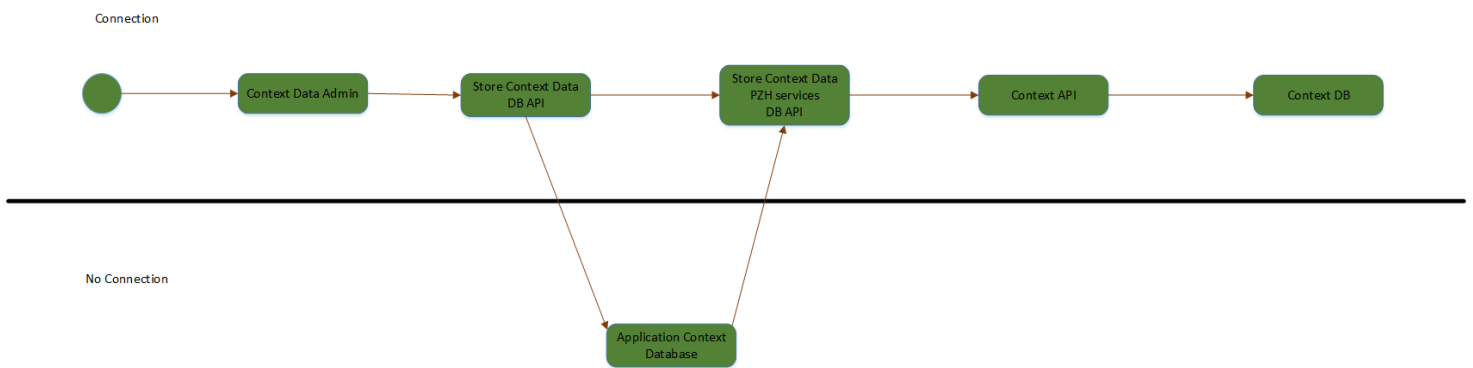 Connection
Context Data Admin
Store Context Data
DB API
Store Context Data
PZH services
DB API
Context API
Context DB
No Connection
Application Context
Database